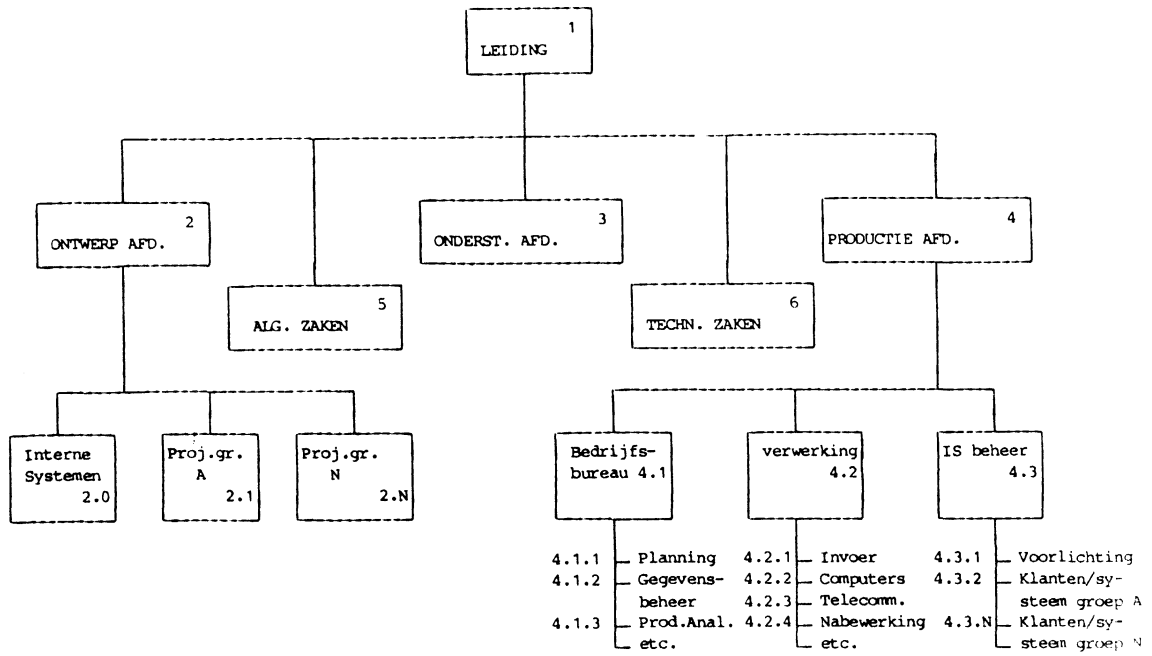 1
LEIDING
2
ONTWERP AFD.
3
ONDERST. AFD.
4
PRODUCTIE AFD.
5
ALG. ZAKEN
6
TECHN. ZAKEN
Interne
Systemen
2.0
Proj.gr.
A
2.1
Proj.gr.
N
2.N
Bedrijfs-
bureau 4.1
verwerking
4.2
IS beheer
4.3
4.1.1 Planning
4.1.2 Gegevens-
beheer
4.1.3 Prod.Anal.
etc.
4.2.1 Invoer
4.2.2 Computers
4.2.3 Telecomm.
4.2.4 Nabewerking
etc.
4.3.1 Voorlichting
4.3.2 Klanten/sy-
steem groep A
4.3.N Klanten/sy-
steem groep N